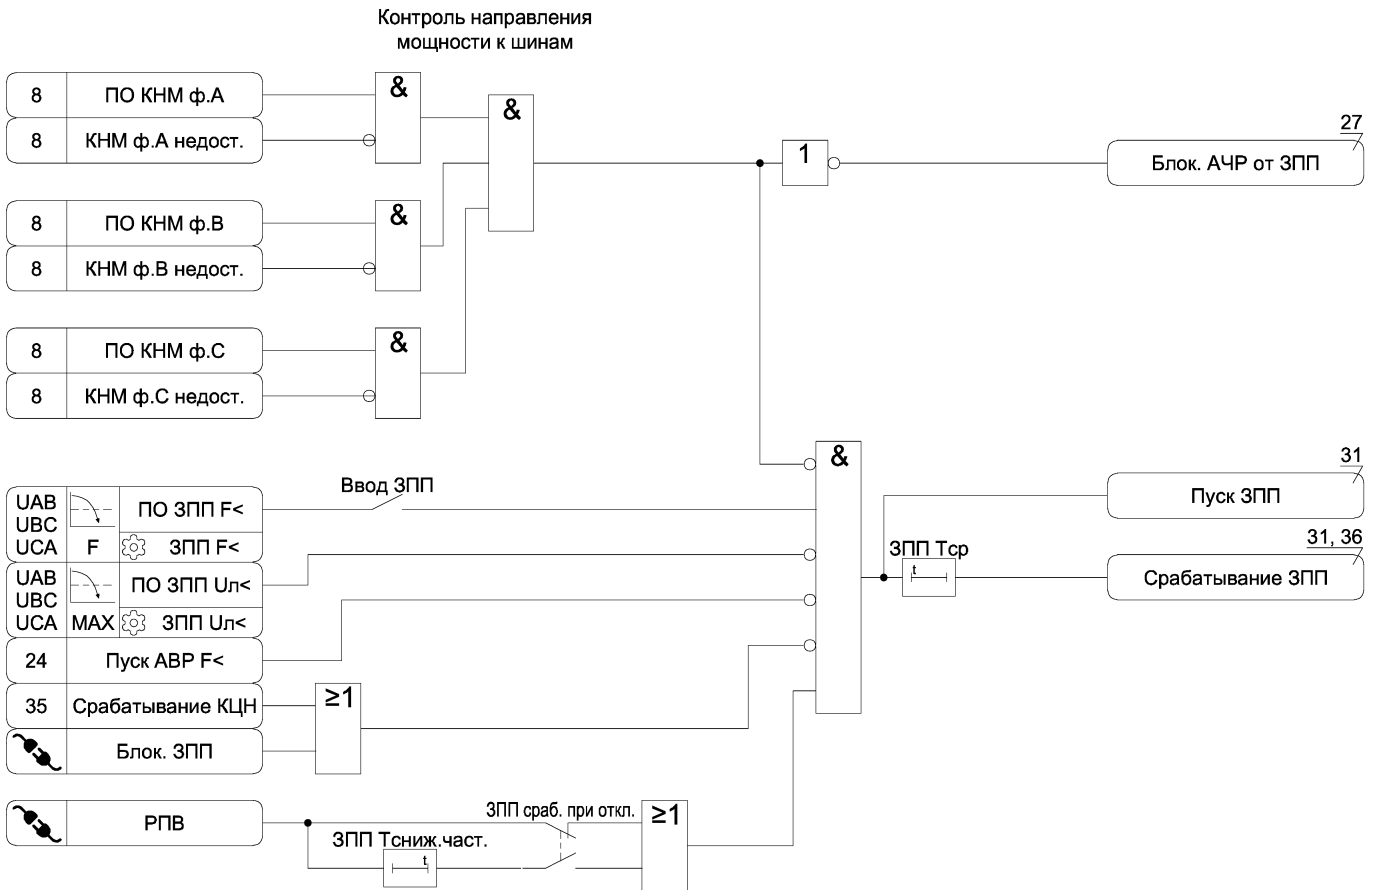 Контроль направления
мощности к шинам
8 ПО КНМ ф.А &
8 КНМ ф.А недост.
&
1
27
Блок. АЧР от ЗПП
8 ПО КНМ ф.В &
8 КНМ ф.В недост.
8 ПО КНМ ф.С &
8 КНМ ф.С недост.
&
31
Пуск ЗПП
Ввод ЗПП
UAB
UBC
UCA
F
ПО ЗПП F<
ЗПП F<
ЗПП Тср
t
31, 36
Срабатывание ЗПП
UAB
UBC
UCA
MAX
ПО ЗПП Uл<
ЗПП Uл<
24 Пуск АВР F<
35 Срабатывание КЦН ≥1
Блок. ЗПП
РПВ
ЗПП сраб. при откл. ≥1
ЗПП Тсниж.част.
t